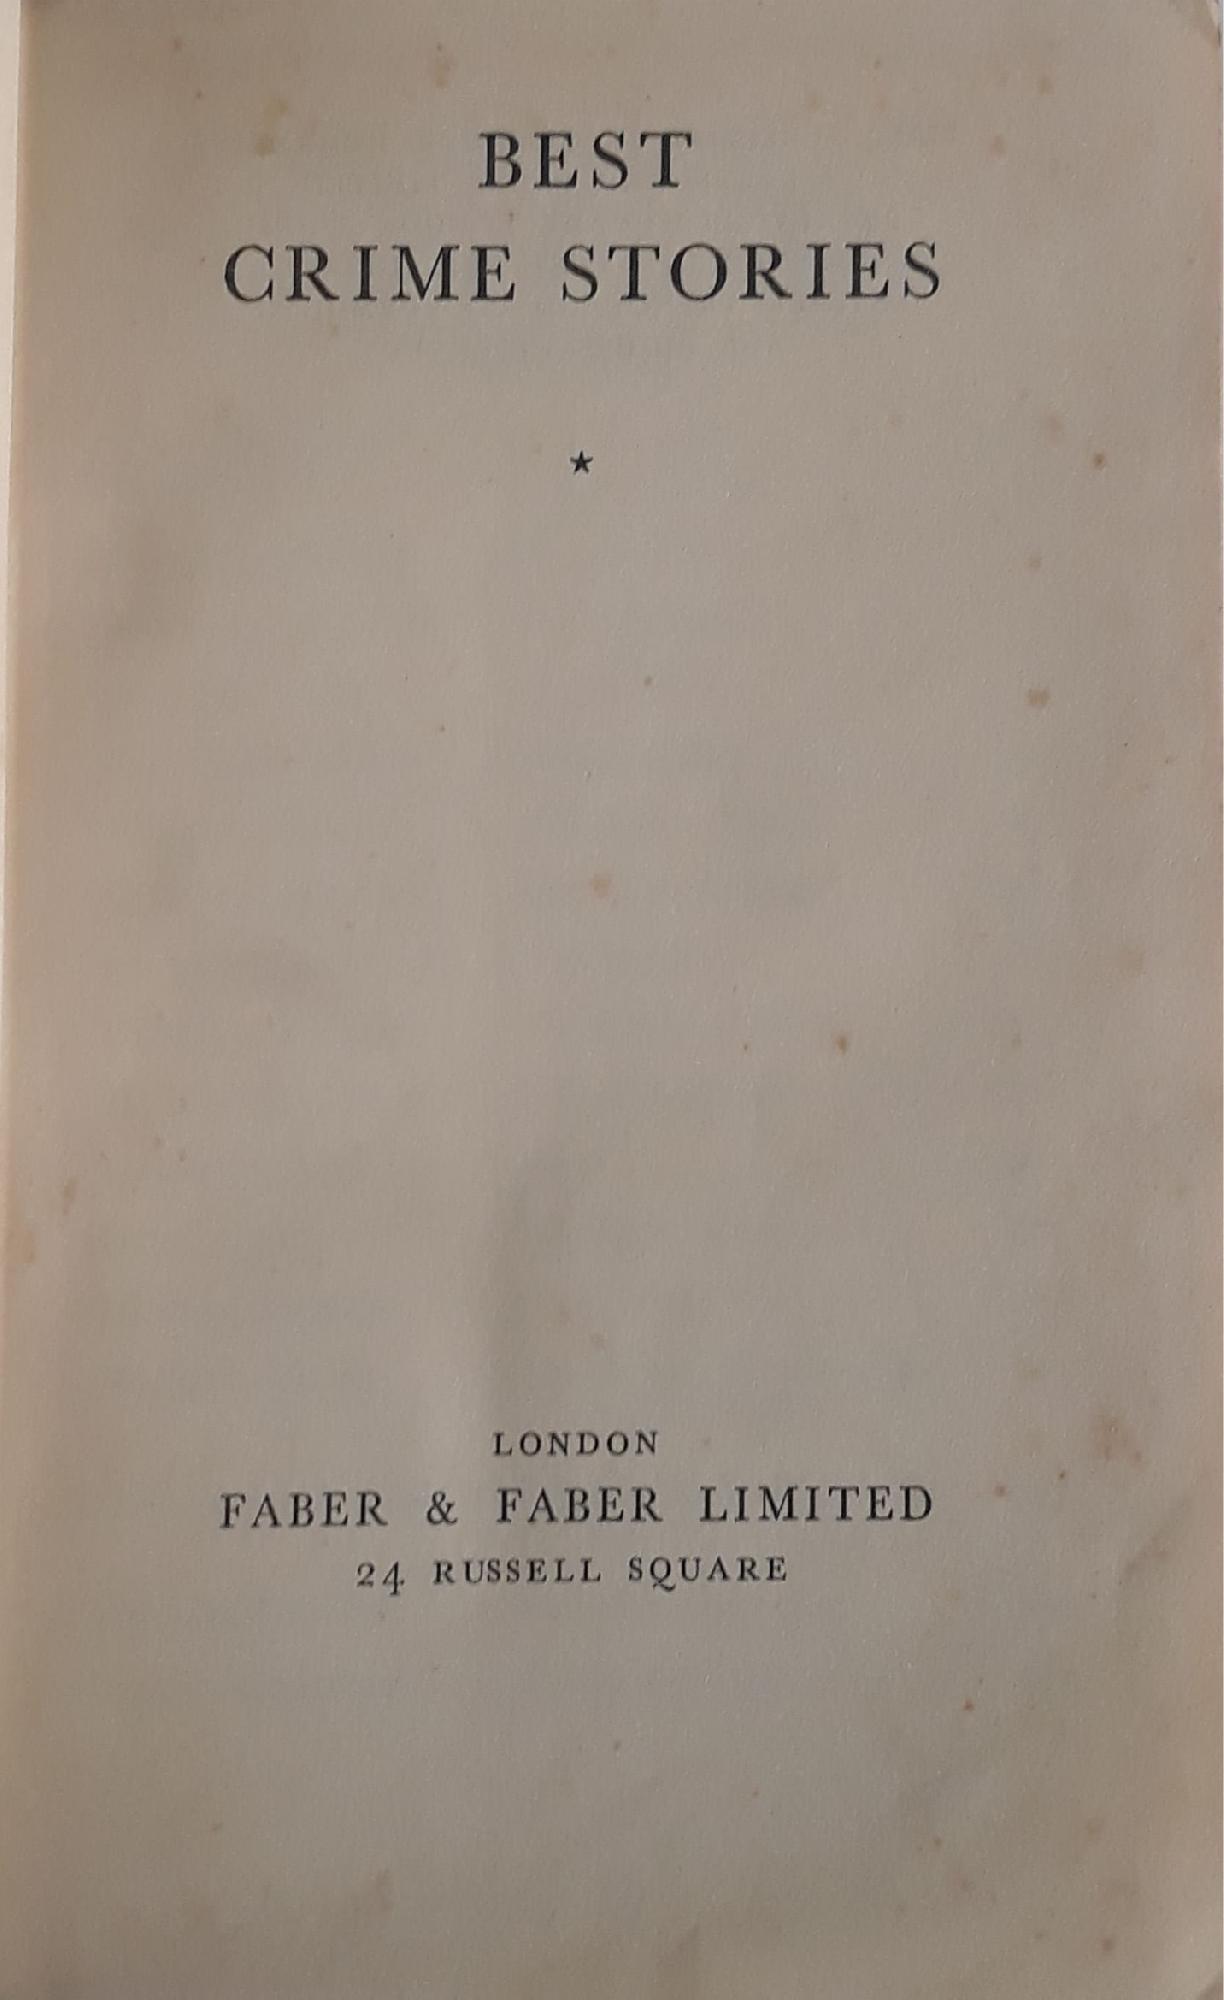 BEST
CRIME STORIES
★
LONDON
FABER & FABER LIMITED
24 RUSSELL SQUARE